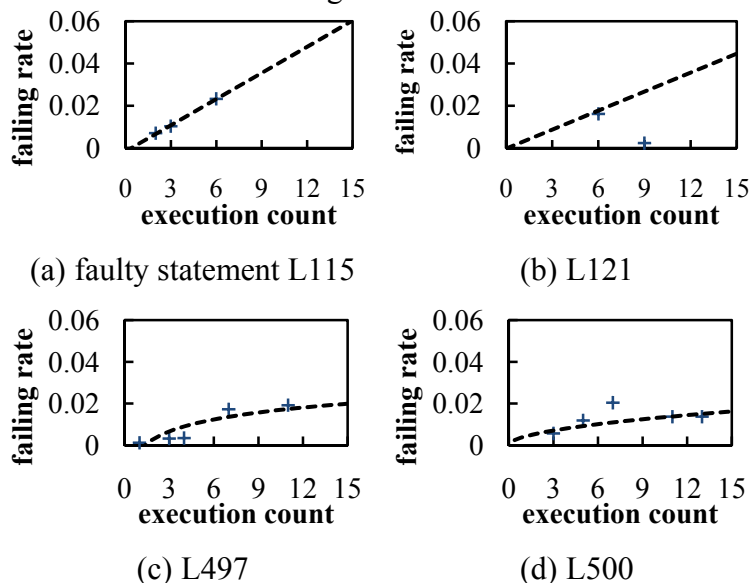 0.06
0.04
0.02
0
failing rate
0 3 6 9 12 15
execution count
(a) faulty statement L115
0.06
0.04
0.02
0
failing rate
0 3 6 9 12 15
execution count
(b) L121
0.06
0.04
0.02
0
failing rate
0 3 6 9 12 15
execution count
(c) L497
0.06
0.04
0.02
0
failing rate
0 3 6 9 12 15
execution count
(d) L500